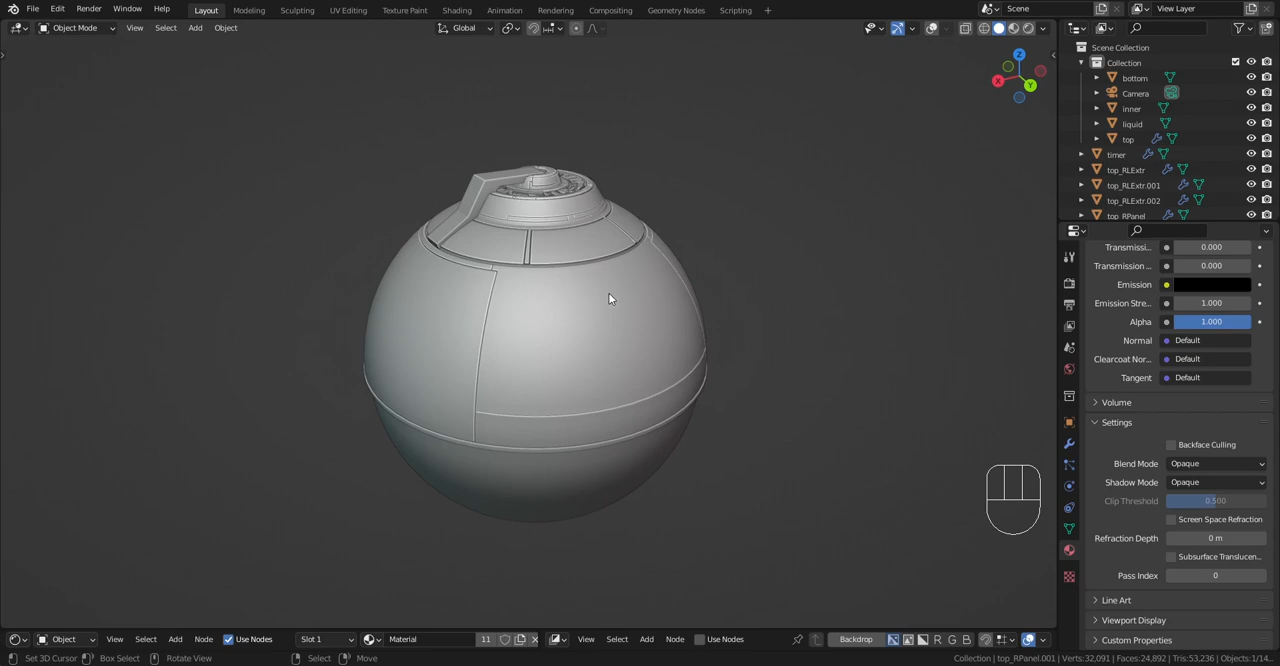 File Edit Render Window Help Layout Modeling Sculpting UV Editing Texture Paint Shading Animation Rendering Compositing Geometry Nodes Scripting + Scene View Layer
Object Mode View Select Add Object Global
Scene Collection
Collection
bottom
Camera
inner
liquid
top
timer
top_RLExtr
top_RLExtr.001
top_RLExtr.002
top_RPanel
Z
X
Y
Transmissi... 0.000
Transmission ... 0.000
Emission
Emission Stre... 1.000
Alpha 1.000
Normal Default
Clearcoat Nor... Default
Tangent Default
Volume
Settings
Backface Culling
Blend Mode Opaque
Shadow Mode Opaque
Clip Threshold 0.500
Screen Space Refraction
Refraction Depth 0 m
Subsurface Translucen...
Pass Index 0
Line Art
Viewport Display
Custom Properties
Object View Select Add Node Use Nodes Slot 1 Material 11 View Select Add Node Use Nodes Backdrop R G B
Set 3D Cursor Box Select Rotate View Select Move Collection | top_RPanel.001 | Verts:32,091 | Faces:24,892 | Tris:53,236 | Objects:1/14...